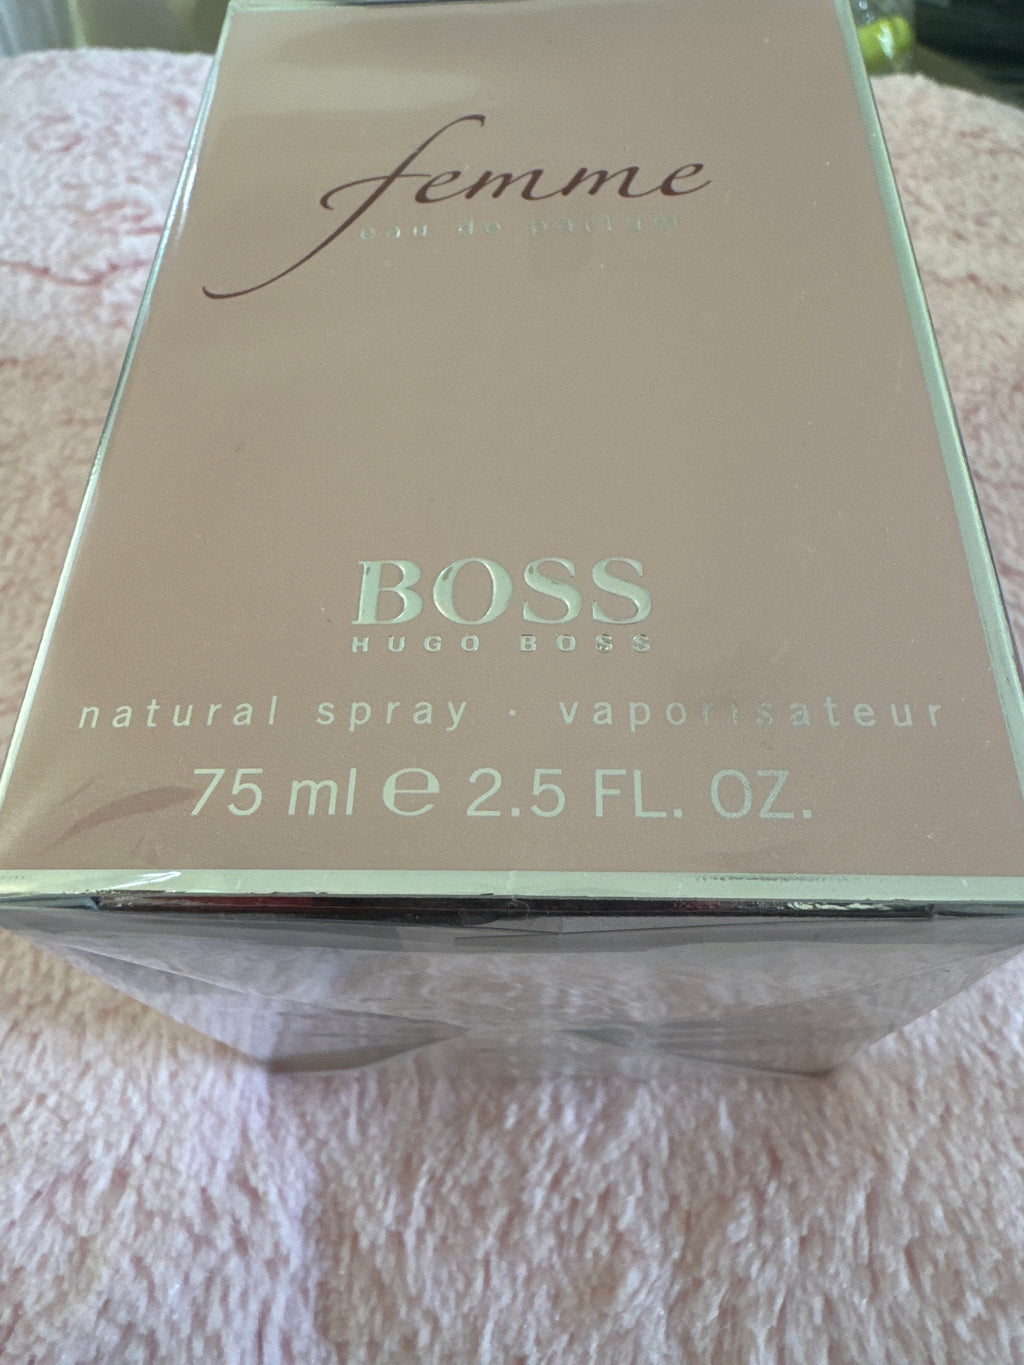 femme
eau de parfum
BOSS
HUGO BOSS
natural spray · vaporisateur
75 ml e 2.5 FL. OZ.